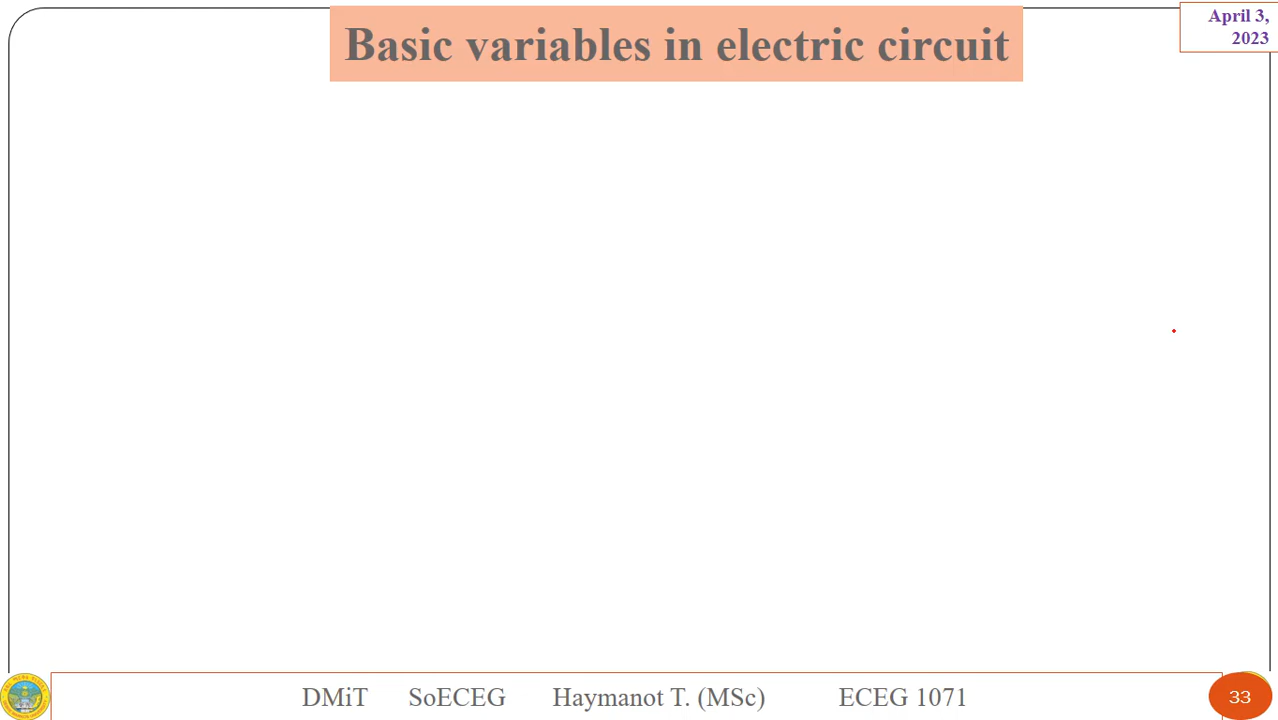 Basic variables in electric circuit
April 3,
2023
DMiT SoECEG Haymanot T. (MSc) ECEG 1071
33